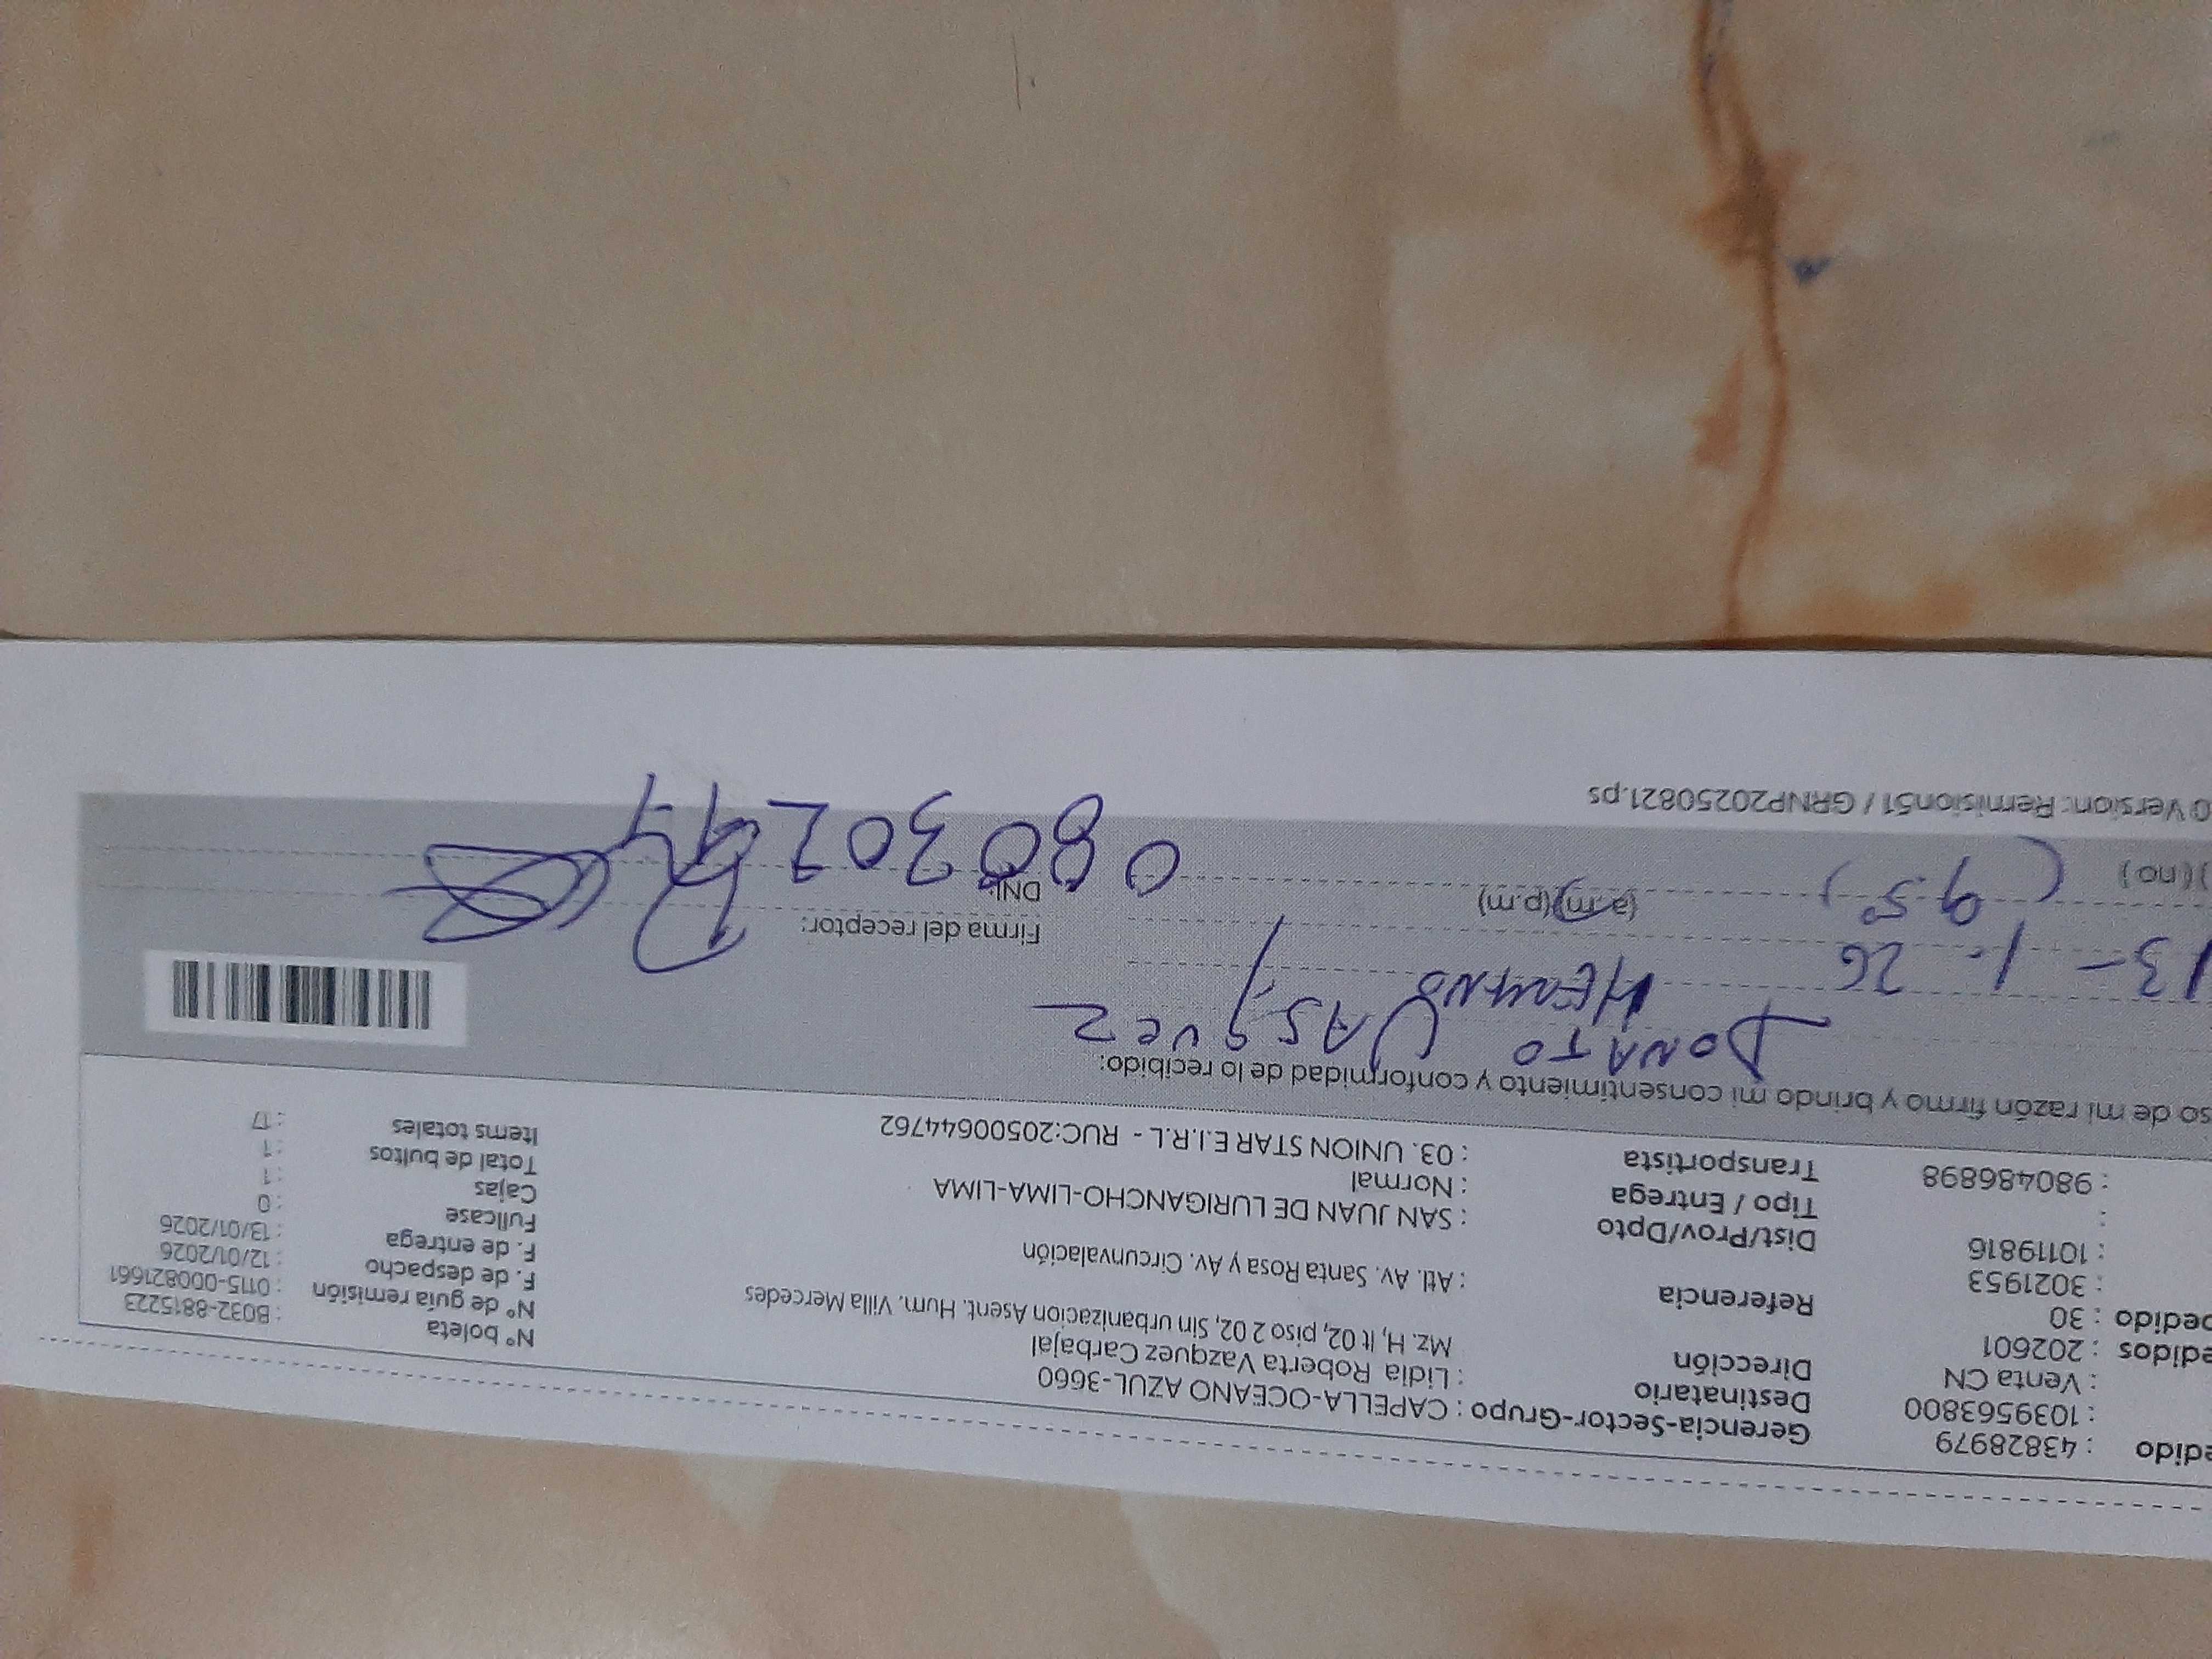 edido : 43828979
: 1039563800
: Venta CN
edidos : 202601
pedido : 30
: 3021953
: 10119816
:
: 980486898
Gerencia-Sector-Grupo : CAPELLA-OCEANO AZUL-3660
Destinatario : Lidia Roberta Vazquez Carbajal
Dirección Mz. H, lt 02, piso 2 02, Sin urbanizacion Asent. Hum. Villa Mercedes
Referencia : Atl. Av. Santa Rosa y Av. Circunvalación
Dist/Prov/Dpto : SAN JUAN DE LURIGANCHO-LIMA-LIMA
Tipo / Entrega : Normal
Transportista : 03. UNION STAR E.I.R.L - RUC:20500644762
N° boleta : B032-8815223
N° de guía remisión : 0115-000821661
F. de despacho : 12/01/2026
F. de entrega : 13/01/2026
Fullcase : 0
Cajas : 1
Total de bultos : 1
Items totales : 17
so de mi razón firmo y brindo mi consentimiento y conformidad de lo recibido:
DONATO VASquez
HERMANO
13-1-26
Firma del receptor:
) (no) (9 50) (a.m)(p.m)
DNI: 08030297
© Version: Remision51 / GRNP20250821.ps